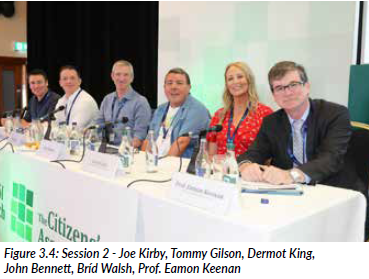 The
Citizens'
Prof. Eamon Keenan
Figure 3.4: Session 2 - Joe Kirby, Tommy Gilson, Dermot King,
John Bennett, Bríd Walsh, Prof. Eamon Keenan